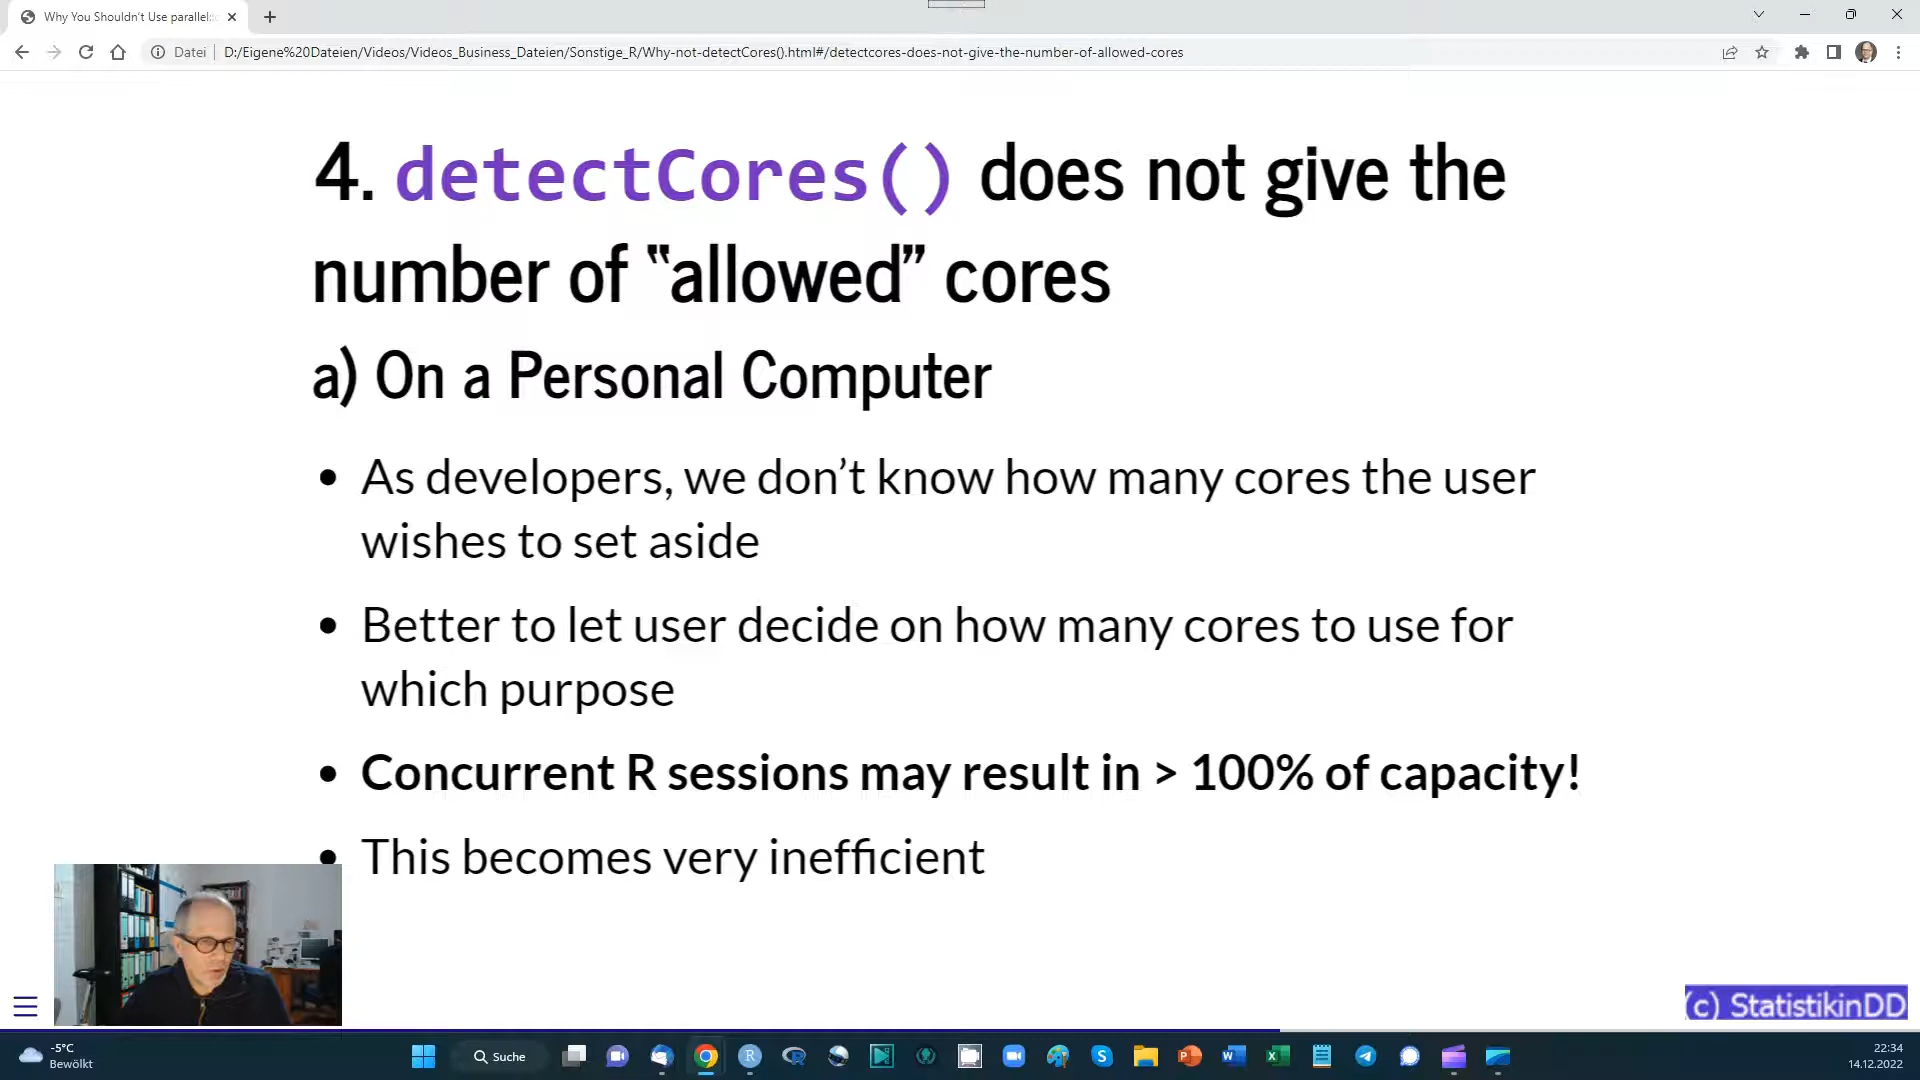 Why You Shouldn't Use parallel::
Datei
D:/Eigene%20Dateien/Videos/Videos_Business_Dateien/Sonstige_R/Why-not-detectCores().html#/detectcores-does-not-give-the-number-of-allowed-cores
4. detectCores() does not give the
number of “allowed” cores
a) On a Personal Computer
• As developers, we don’t know how many cores the user
wishes to set aside
• Better to let user decide on how many cores to use for
which purpose
• Concurrent R sessions may result in > 100% of capacity!
• This becomes very inefficient
(c) StatistikinDD
-5°C
Bewölkt
Suche
22:34
14.12.2022